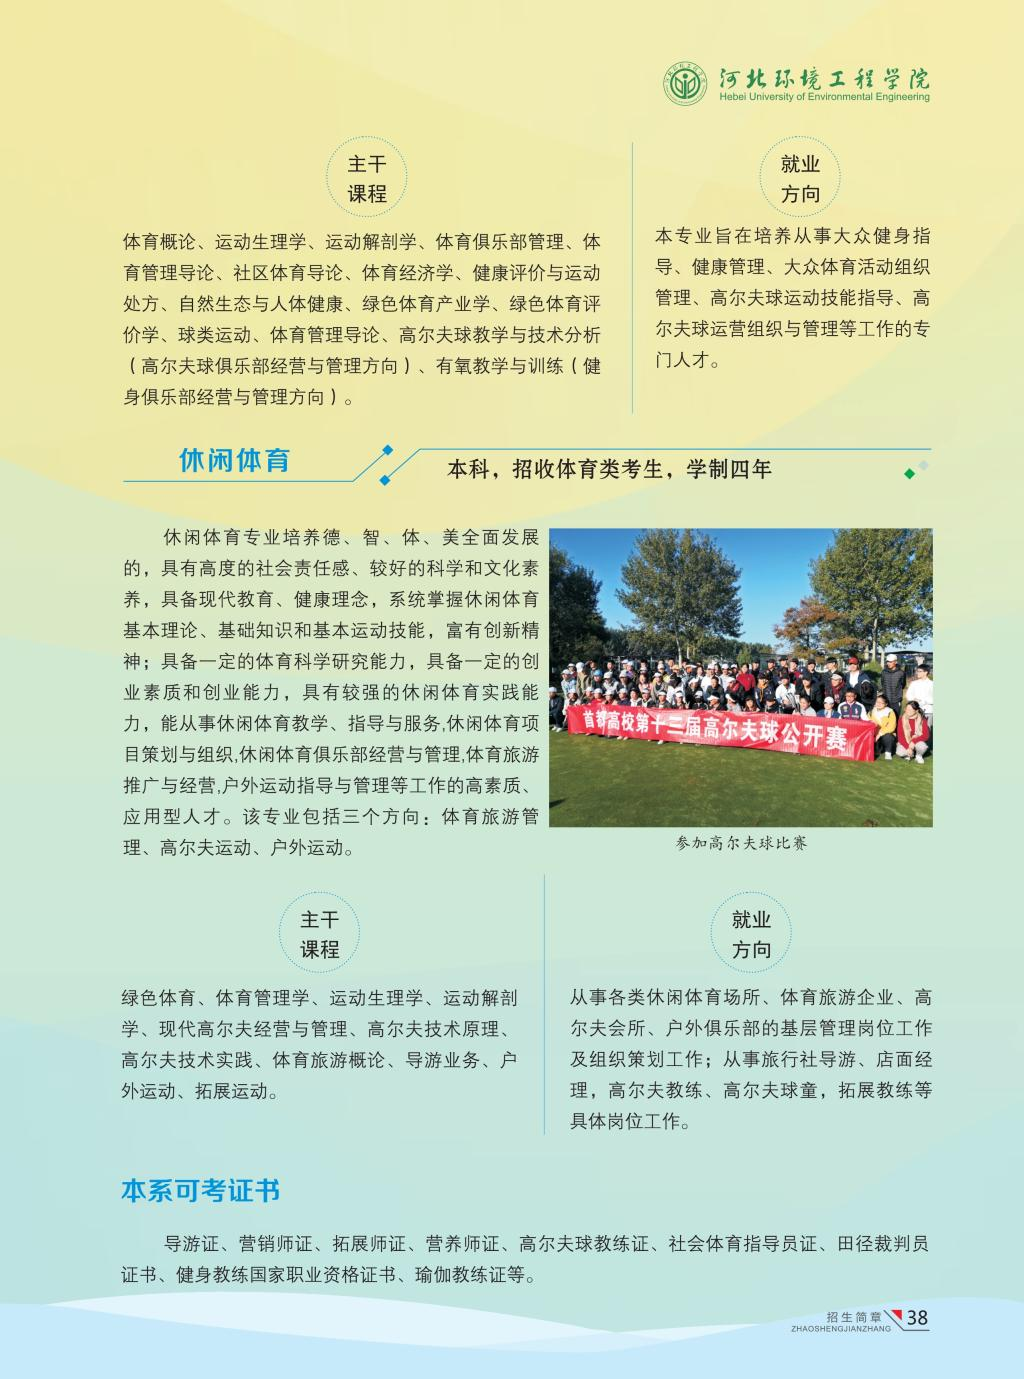 河北环境工程学院
Hebei University of Environmental Engineering
主干
课程
体育概论、运动生理学、运动解剖学、体育俱乐部管理、体
育管理导论、社区体育导论、体育经济学、健康评价与运动
处方、自然生态与人体健康、绿色体育产业学、绿色体育评
价学、球类运动、体育管理导论、高尔夫球教学与技术分析
（高尔夫球俱乐部经营与管理方向）、有氧教学与训练（健
身俱乐部经营与管理方向）。
就业
方向
本专业旨在培养从事大众健身指
导、健康管理、大众体育活动组织
管理、高尔夫球运动技能指导、高
尔夫球运营组织与管理等工作的专
门人才。
休闲体育
本科，招收体育类考生，学制四年
休闲体育专业培养德、智、体、美全面发展
的，具有高度的社会责任感、较好的科学和文化素
养，具备现代教育、健康理念，系统掌握休闲体育
基本理论、基础知识和基本运动技能，富有创新精
神；具备一定的体育科学研究能力，具备一定的创
业素质和创业能力，具有较强的休闲体育实践能
力，能从事休闲体育教学、指导与服务,休闲体育项
目策划与组织,休闲体育俱乐部经营与管理,体育旅游
推广与经营,户外运动指导与管理等工作的高素质、
应用型人才。该专业包括三个方向：体育旅游管
理、高尔夫运动、户外运动。
首都高校第十三届高尔夫球公开赛
参加高尔夫球比赛
主干
课程
绿色体育、体育管理学、运动生理学、运动解剖
学、现代高尔夫经营与管理、高尔夫技术原理、
高尔夫技术实践、体育旅游概论、导游业务、户
外运动、拓展运动。
就业
方向
从事各类休闲体育场所、体育旅游企业、高
尔夫会所、户外俱乐部的基层管理岗位工作
及组织策划工作；从事旅行社导游、店面经
理，高尔夫教练、高尔夫球童，拓展教练等
具体岗位工作。
本系可考证书
导游证、营销师证、拓展师证、营养师证、高尔夫球教练证、社会体育指导员证、田径裁判员
证书、健身教练国家职业资格证书、瑜伽教练证等。
招生简章
ZHAOSHENGJIANZHANG
38